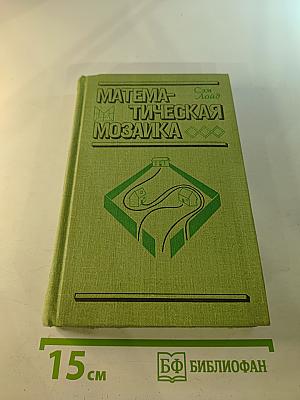 Сэм
Лойд
МАТЕМА-
ТИЧЕСКАЯ
МОЗАИКА
15 см
БФ БИБЛИОФАН